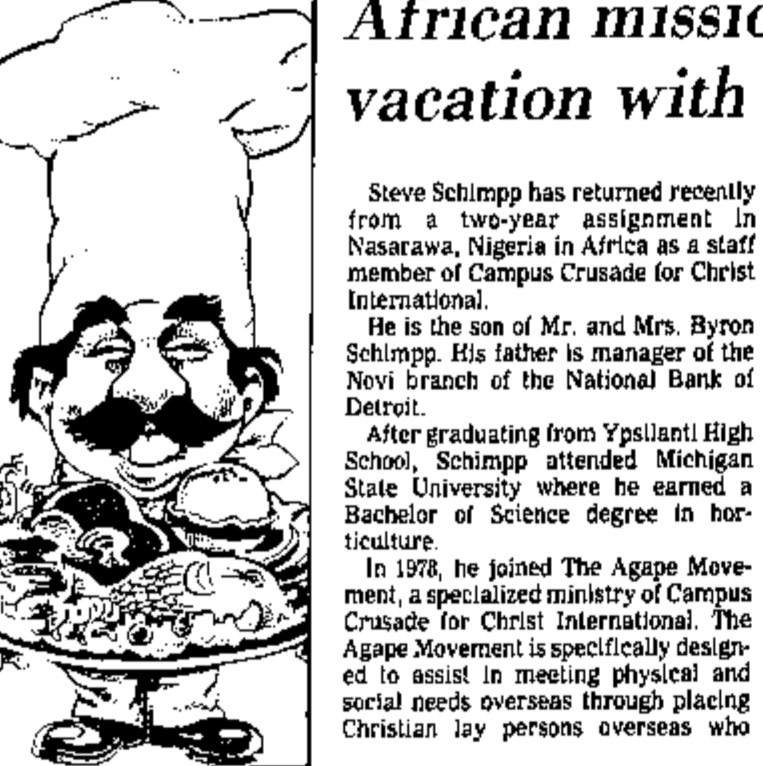 African missio
vacation with
Steve Schimpp has returned recently
from a two-year assignment in
Nasarawa, Nigeria in Africa as a staff
member of Campus Crusade for Christ
International.
He is the son of Mr. and Mrs. Byron
Schimpp. His father is manager of the
Novi branch of the National Bank of
Detroit.
After graduating from Ypsilanti High
School, Schimpp attended Michigan
State University where he earned a
Bachelor of Science degree in hor-
ticulture.
In 1978, he joined The Agape Move-
ment, a specialized ministry of Campus
Crusade for Christ International. The
Agape Movement is specifically design-
ed to assist in meeting physical and
social needs overseas through placing
Christian lay persons overseas who